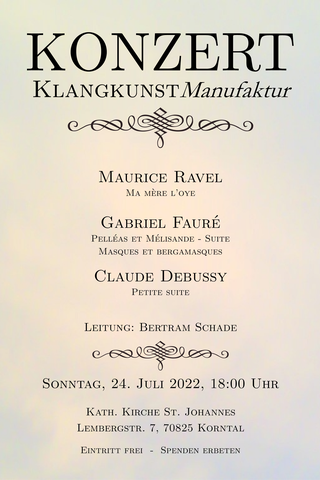 KONZERT
KLANGKUNSTManufaktur
MAURICE RAVEL
MA MÈRE L'OYE
GABRIEL FAURÉ
PELLÉAS ET MÉLISANDE - SUITE
MASQUES ET BERGAMASQUES
CLAUDE DEBUSSY
PETITE SUITE
LEITUNG: BERTRAM SCHADE
SONNTAG, 24. JULI 2022, 18:00 UHR
KATH. KIRCHE ST. JOHANNES
LEMBERGSTR. 7, 70825 KORNTAL
EINTRITT FREI - SPENDEN ERBETEN